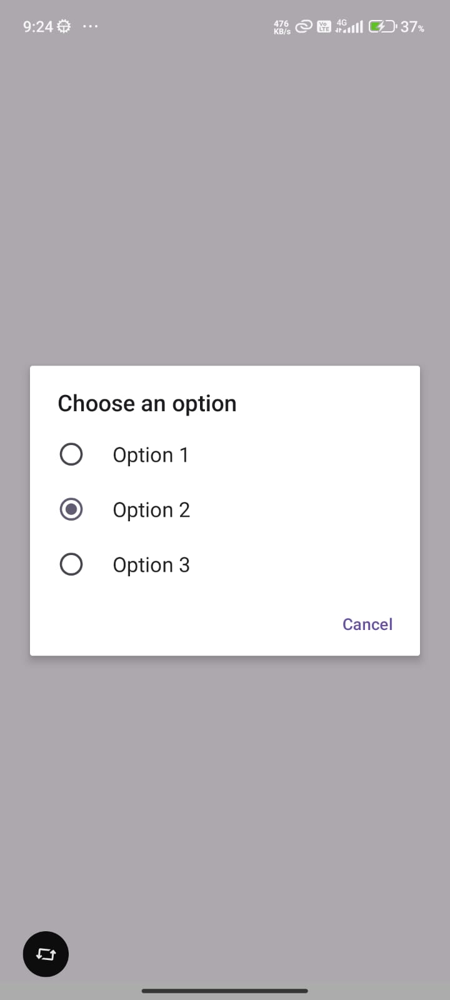 9:24
476
KB/s
Vo
LTE
4G
37%
Choose an option
Option 1
Option 2
Option 3
Cancel